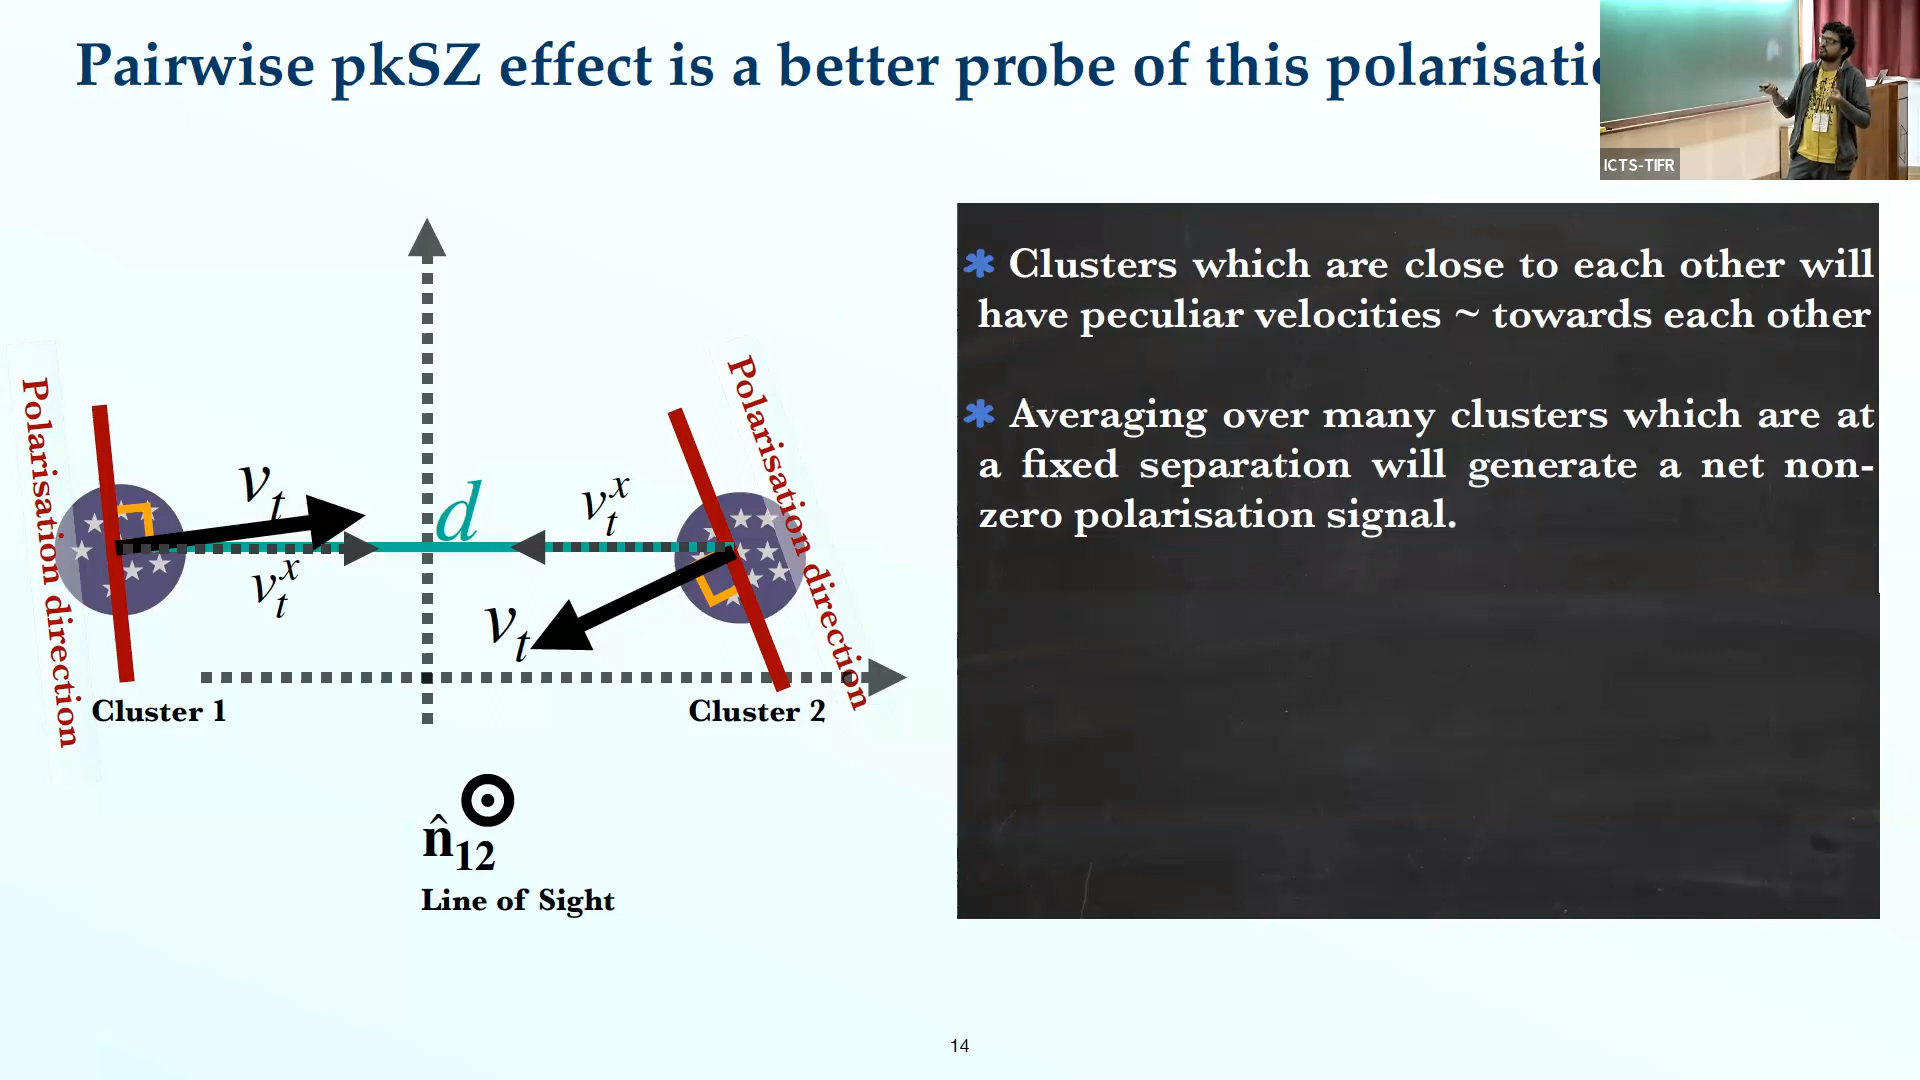 Pairwise pkSZ effect is a better probe of this polarisatio
ICTS-TIFR
✱ Clusters which are close to each other will
have peculiar velocities ~ towards each other
✱ Averaging over many clusters which are at
a fixed separation will generate a net non-
zero polarisation signal.
Polarisation direction
Polarisation direction
v_t
d
v_t^x
v_t^x
v_t
Cluster 1
Cluster 2
n̂₁₂
Line of Sight
14